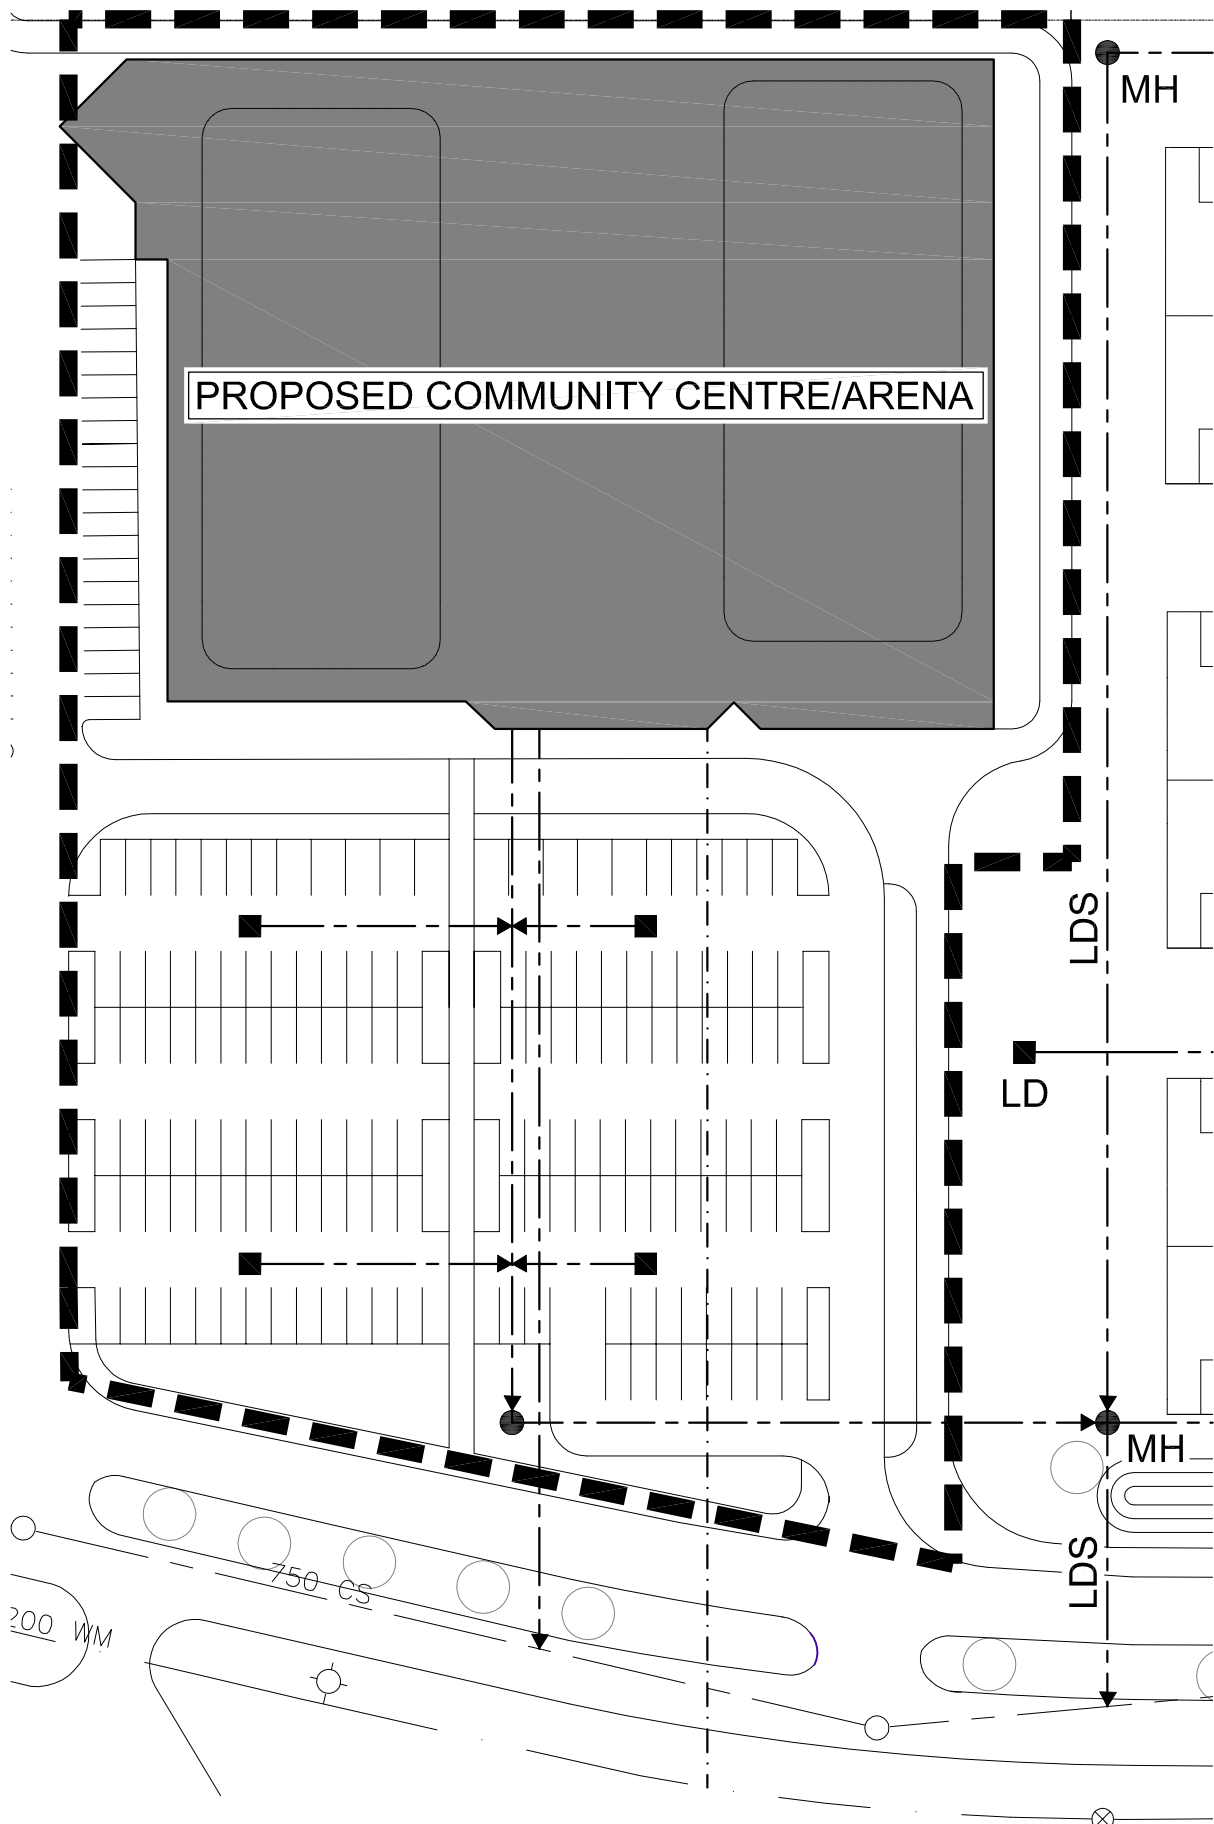 MH
PROPOSED COMMUNITY CENTRE/ARENA
LDS
LD
MH
LDS
750 CS
200 WM